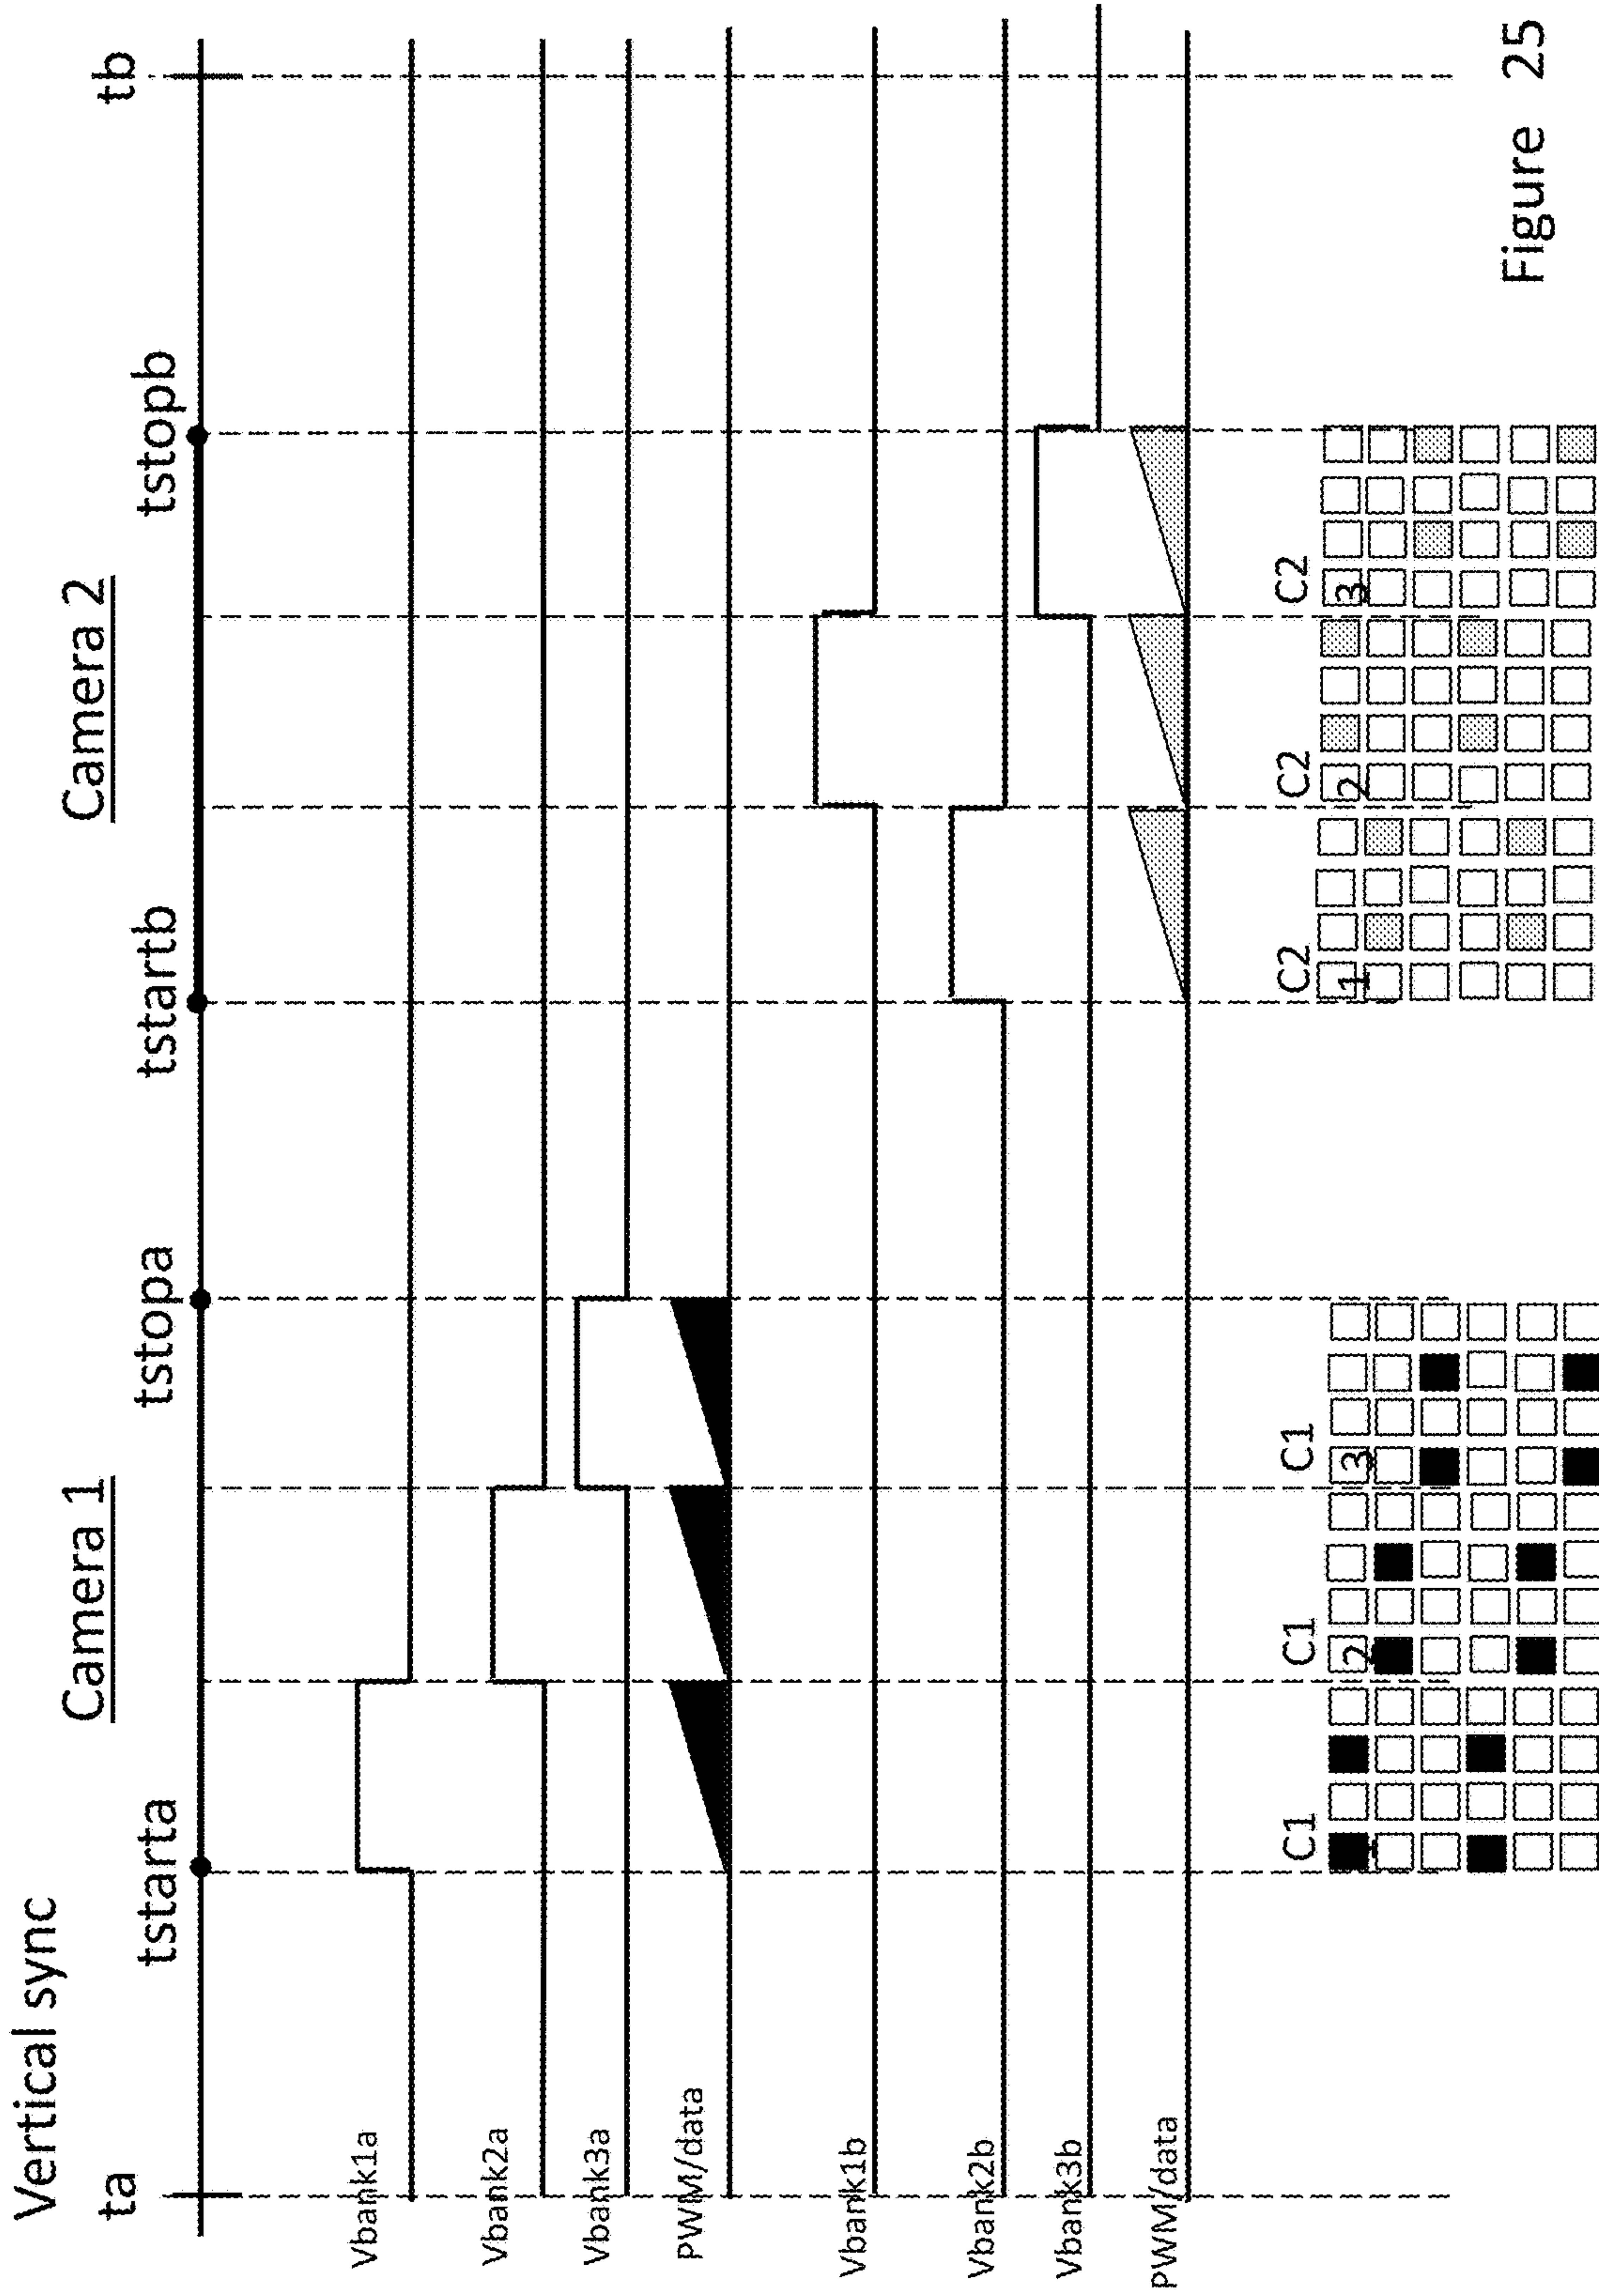 Vertical sync
Camera 1
Camera 2
ta
tstarta
tstopa
tstartb
tstopb
tb
Vbank1a
Vbank2a
Vbank3a
PWM/data
Vbank1b
Vbank2b
Vbank3b
PWM/data
C1
C1
C1
C2
C2
C2
1
2
3
1
2
3
Figure 25